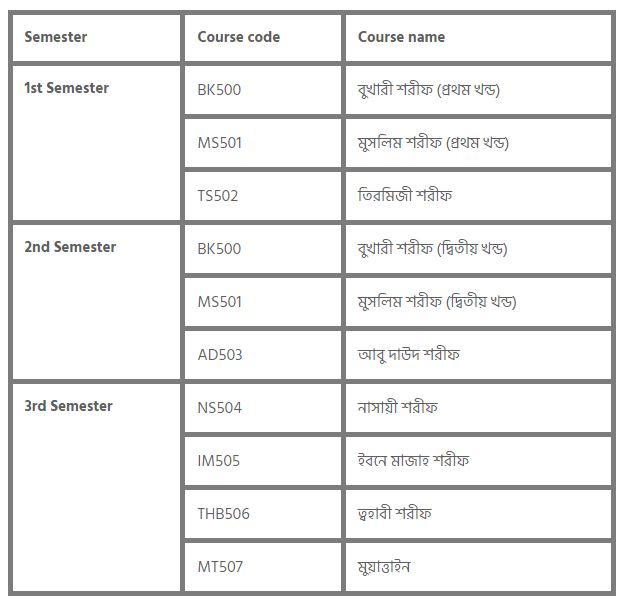 Semester Course code Course name
1st Semester BK500 বুখারী শরীফ (প্রথম খন্ড)
MS501 মুসলিম শরীফ (প্রথম খন্ড)
TS502 তিরমিজী শরীফ
2nd Semester BK500 বুখারী শরীফ (দ্বিতীয় খন্ড)
MS501 মুসলিম শরীফ (দ্বিতীয় খন্ড)
AD503 আবু দাউদ শরীফ
3rd Semester NS504 নাসায়ী শরীফ
IM505 ইবনে মাজাহ শরীফ
THB506 ত্বহাবী শরীফ
MT507 মুয়াত্তাইন